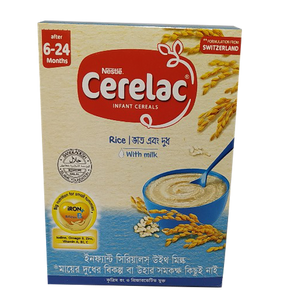 after
6-24
Months
FORMULATION FROM
SWITZERLAND
Nestlé
Cerelac
INFANT CEREALS
Rice | ভাত এবং দুধ
With milk
IRON
ইনফ্যান্ট সিরিয়ালস উইথ মিল্ক
মায়ের দুধের বিকল্প বা উহার সমকক্ষ কিছুই নাই